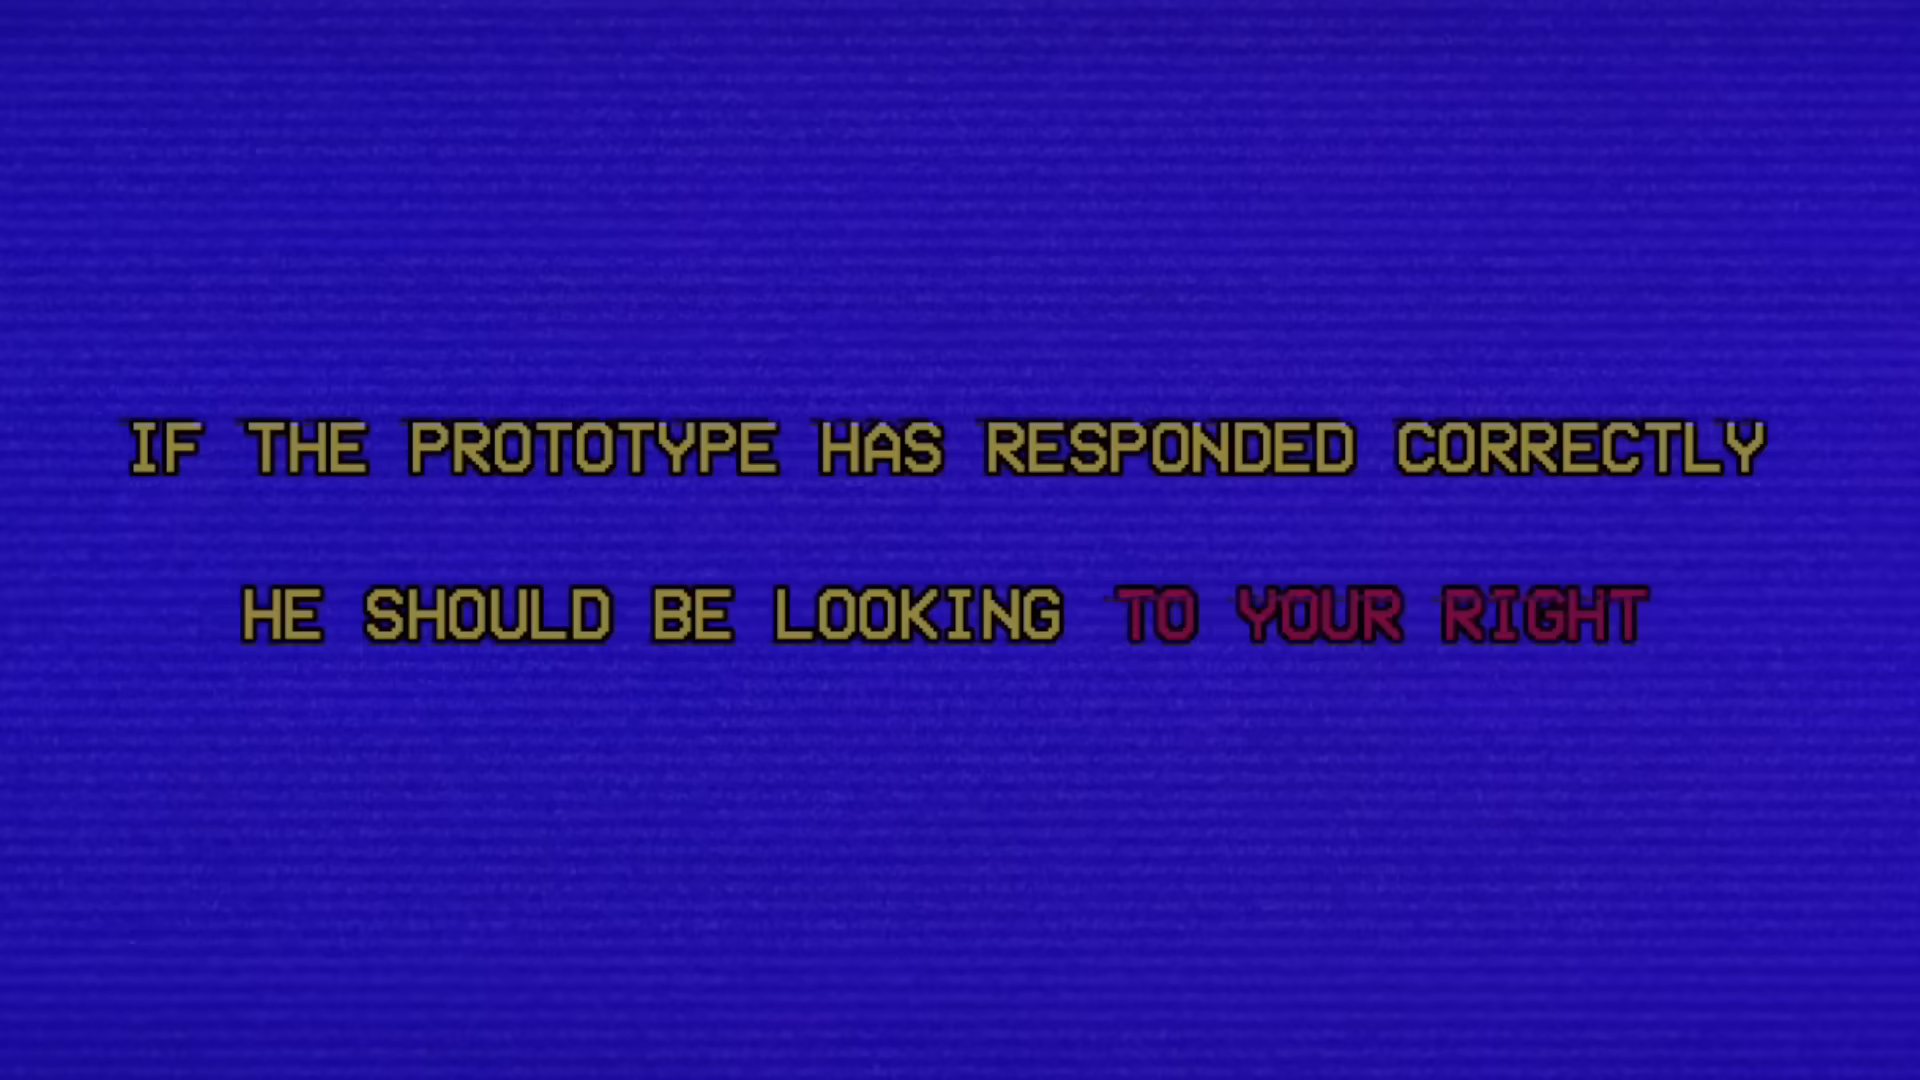 IF THE PROTOTYPE HAS RESPONDED CORRECTLY
HE SHOULD BE LOOKING TO YOUR RIGHT